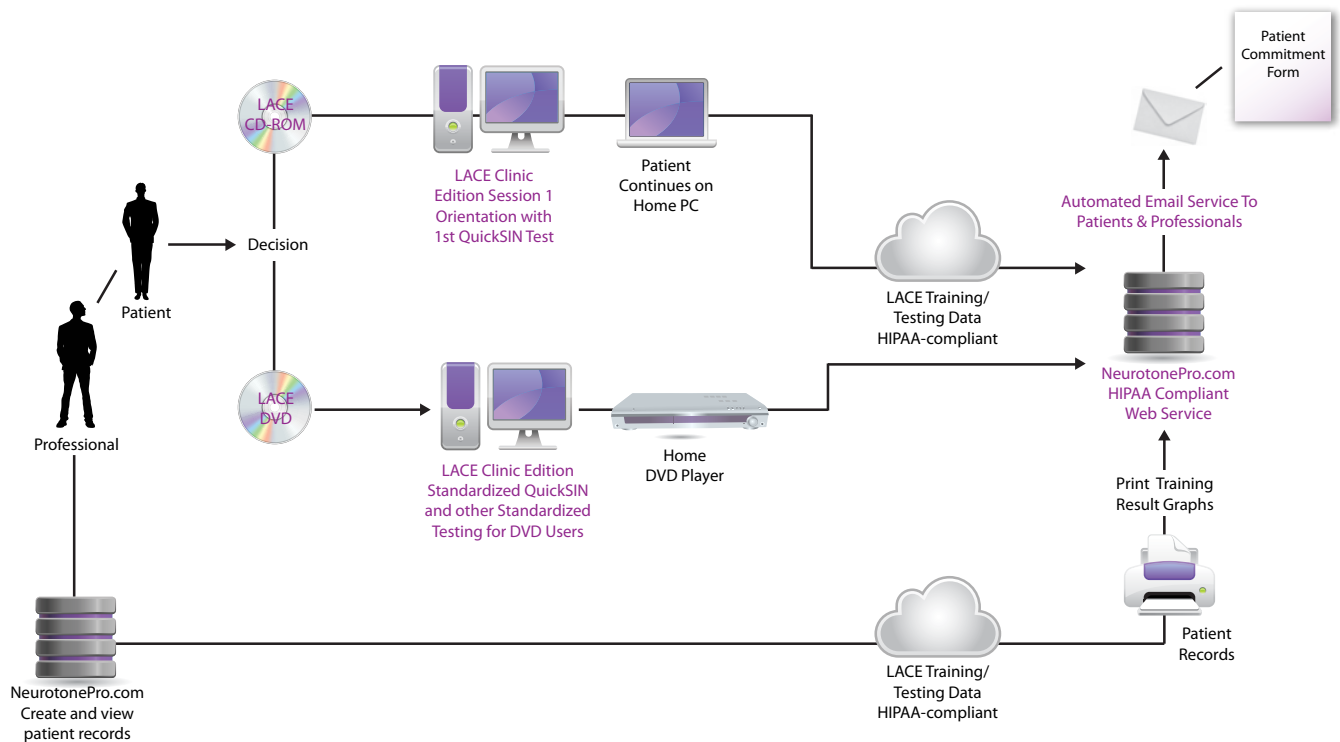 Patient
Commitment
Form
LACE
CD-ROM
LACE Clinic
Edition Session 1
Orientation with
1st QuickSIN Test
Patient
Continues on
Home PC
Automated Email Service To
Patients & Professionals
Decision
Patient
LACE Training/
Testing Data
HIPAA-compliant
NeurotonePro.com
HIPAA Compliant
Web Service
LACE
DVD
Professional
LACE Clinic Edition
Standardized QuickSIN
and other Standardized
Testing for DVD Users
Home
DVD Player
Print Training
Result Graphs
Patient
Records
LACE Training/
Testing Data
HIPAA-compliant
NeurotonePro.com
Create and view
patient records